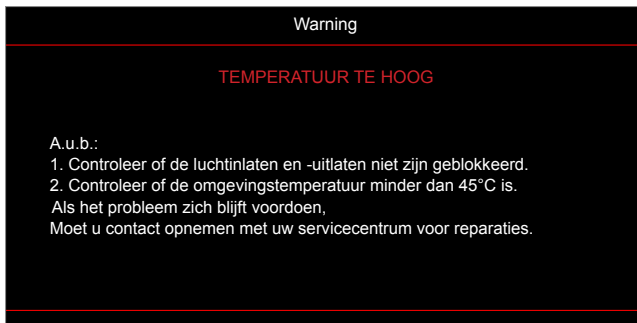 Warning
TEMPERATUUR TE HOOG
A.u.b.:
1. Controleer of de luchtinlaten en -uitlaten niet zijn geblokkeerd.
2. Controleer of de omgevingstemperatuur minder dan 45°C is.
Als het probleem zich blijft voordoen,
Moet u contact opnemen met uw servicecentrum voor reparaties.